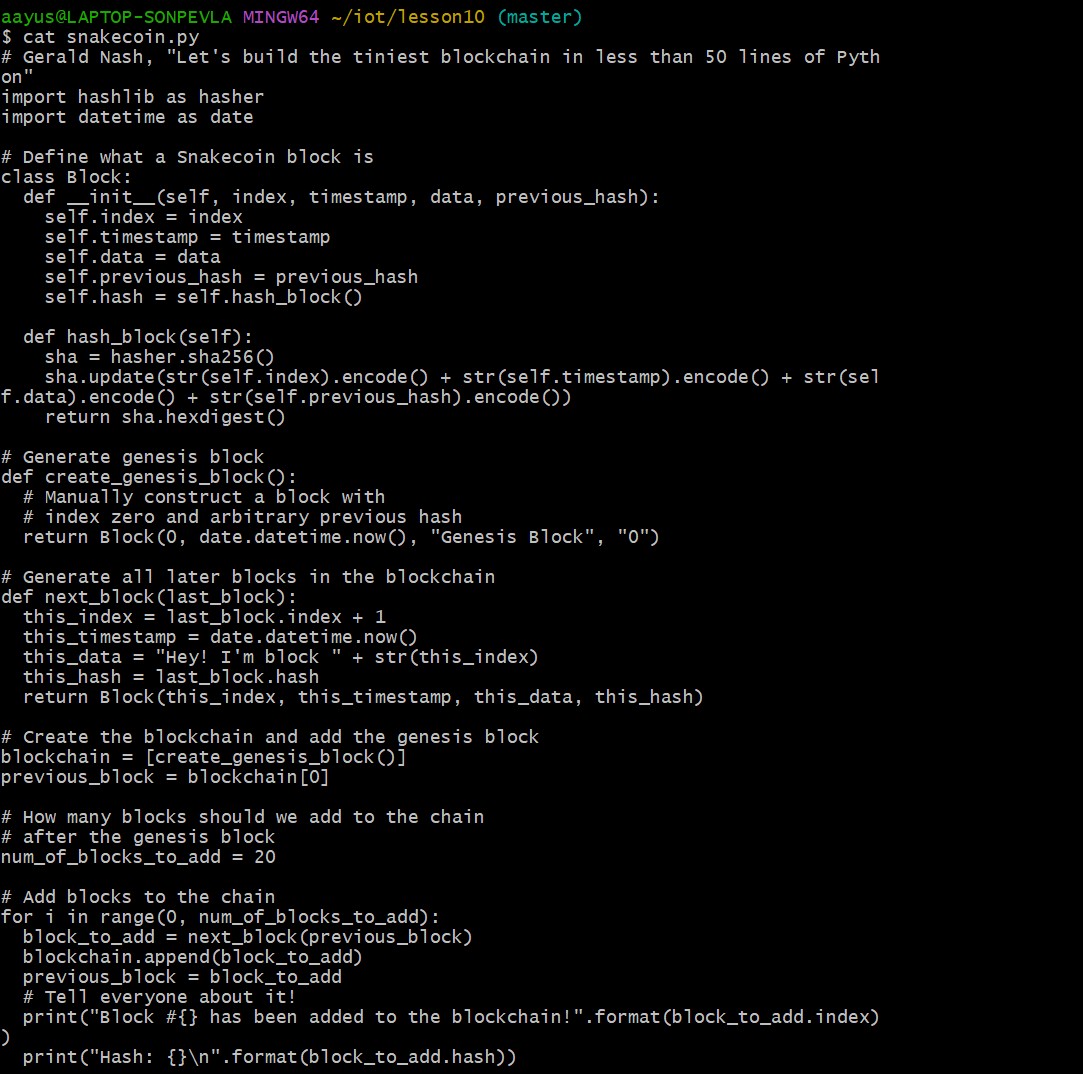 aayus@LAPTOP-SONPEVLA MINGW64 ~/iot/lesson10 (master)
$ cat snakecoin.py
# Gerald Nash, "Let's build the tiniest blockchain in less than 50 lines of Pyth
on"
import hashlib as hasher
import datetime as date

# Define what a Snakecoin block is
class Block:
  def __init__(self, index, timestamp, data, previous_hash):
    self.index = index
    self.timestamp = timestamp
    self.data = data
    self.previous_hash = previous_hash
    self.hash = self.hash_block()

  def hash_block(self):
    sha = hasher.sha256()
    sha.update(str(self.index).encode() + str(self.timestamp).encode() + str(sel
f.data).encode() + str(self.previous_hash).encode())
    return sha.hexdigest()

# Generate genesis block
def create_genesis_block():
  # Manually construct a block with
  # index zero and arbitrary previous hash
  return Block(0, date.datetime.now(), "Genesis Block", "0")

# Generate all later blocks in the blockchain
def next_block(last_block):
  this_index = last_block.index + 1
  this_timestamp = date.datetime.now()
  this_data = "Hey! I'm block " + str(this_index)
  this_hash = last_block.hash
  return Block(this_index, this_timestamp, this_data, this_hash)

# Create the blockchain and add the genesis block
blockchain = [create_genesis_block()]
previous_block = blockchain[0]

# How many blocks should we add to the chain
# after the genesis block
num_of_blocks_to_add = 20

# Add blocks to the chain
for i in range(0, num_of_blocks_to_add):
  block_to_add = next_block(previous_block)
  blockchain.append(block_to_add)
  previous_block = block_to_add
  # Tell everyone about it!
  print("Block #{} has been added to the blockchain!".format(block_to_add.index)
)
  print("Hash: {}\n".format(block_to_add.hash))